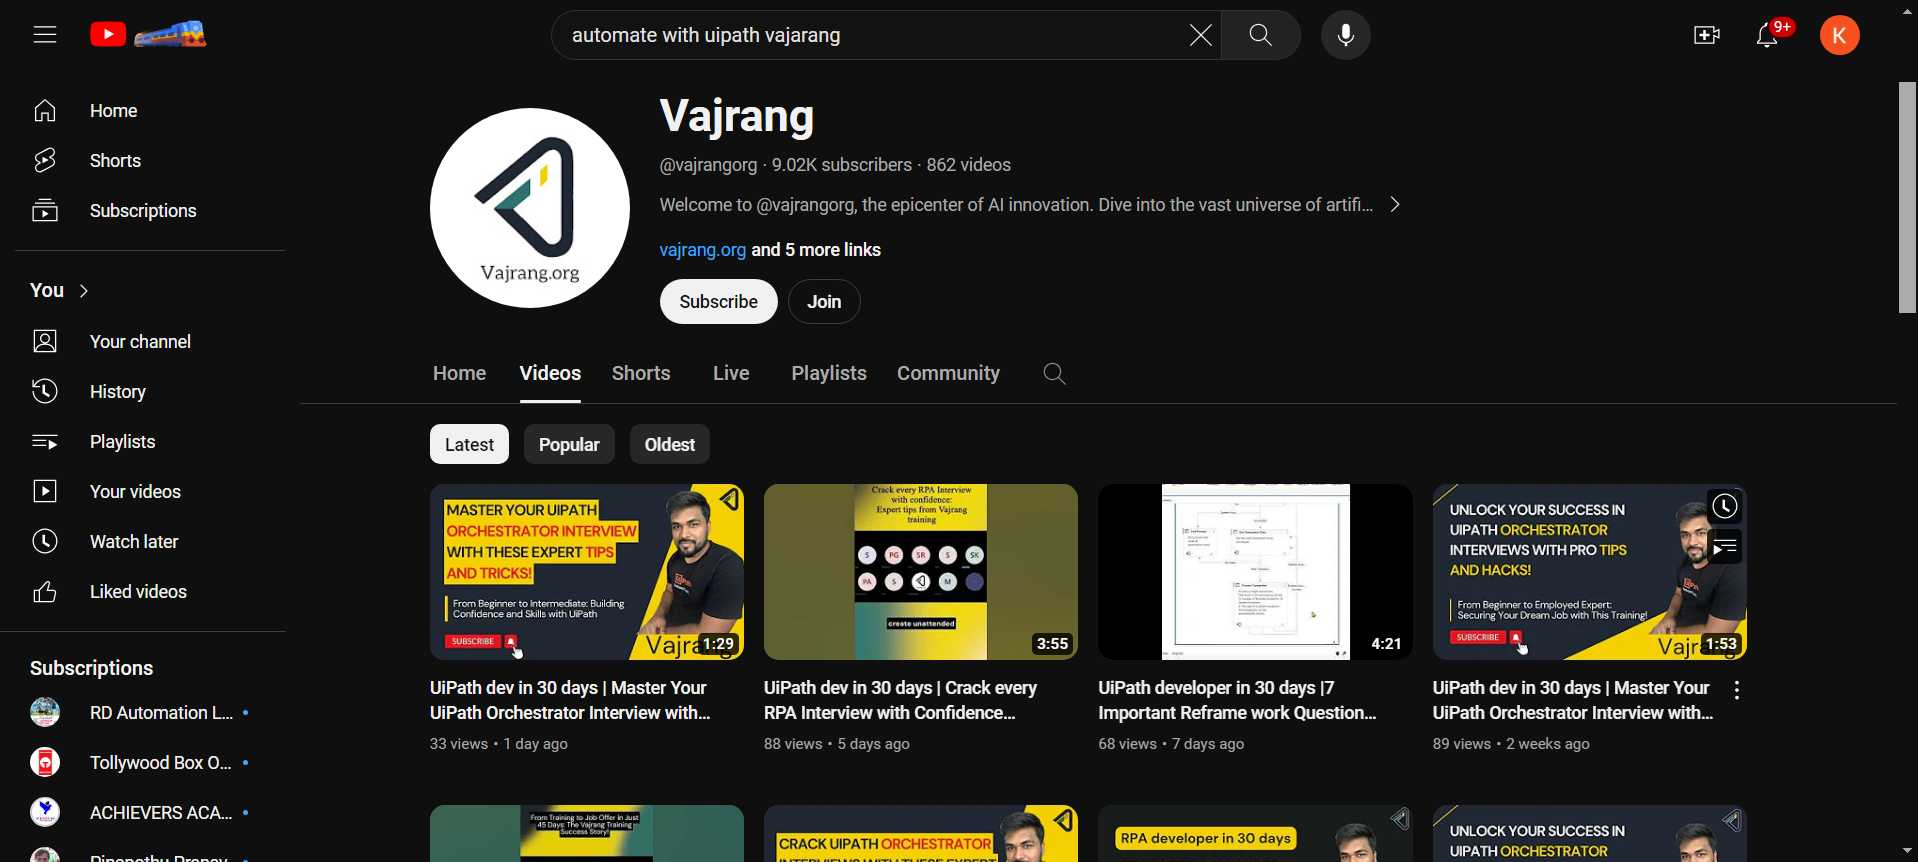 automate with uipath vajarang
9+
K
Home
Shorts
Subscriptions
You
Your channel
History
Playlists
Your videos
Watch later
Liked videos
Subscriptions
RD Automation L... •
Tollywood Box O... •
ACHIEVERS ACA... •
Vajrang.org
Vajrang
@vajrangorg · 9.02K subscribers · 862 videos
Welcome to @vajrangorg, the epicenter of AI innovation. Dive into the vast universe of artifi...
vajrang.org and 5 more links
Subscribe
Join
Home Videos Shorts Live Playlists Community
Latest Popular Oldest
MASTER YOUR UIPATH
ORCHESTRATOR INTERVIEW
WITH THESE EXPERT TIPS
AND TRICKS!
From Beginner to Intermediate: Building
Confidence and Skills with UiPath
SUBSCRIBE
1:29
UiPath dev in 30 days | Master Your
UiPath Orchestrator Interview with...
33 views • 1 day ago
Crack every RPA Interview
with confidence:
Expert tips from Vajrang
training
S PG SR S SK
PA S M
create unattended
3:55
UiPath dev in 30 days | Crack every
RPA Interview with Confidence...
88 views • 5 days ago
4:21
UiPath developer in 30 days |7
Important Reframe work Question...
68 views • 7 days ago
UNLOCK YOUR SUCCESS IN
UIPATH ORCHESTRATOR
INTERVIEWS WITH PRO TIPS
AND HACKS!
From Beginner to Employed Expert:
Securing Your Dream Job with This Training!
SUBSCRIBE
1:53
UiPath dev in 30 days | Master Your
UiPath Orchestrator Interview with...
89 views • 2 weeks ago
From Training to Job Offer in Just
45 Days: The Vajrang Training
Success Story!
CRACK UIPATH ORCHESTRATOR
RPA developer in 30 days
UNLOCK YOUR SUCCESS IN
UIPATH ORCHESTRATOR